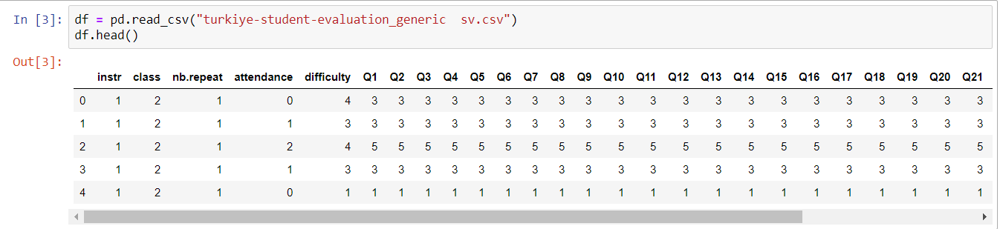 In [3]: df = pd.read_csv("turkiye-student-evaluation_generic  sv.csv")
df.head()
Out[3]:
instr class nb.repeat attendance difficulty Q1 Q2 Q3 Q4 Q5 Q6 Q7 Q8 Q9 Q10 Q11 Q12 Q13 Q14 Q15 Q16 Q17 Q18 Q19 Q20 Q21
0 1 2 1 0 4 3 3 3 3 3 3 3 3 3 3 3 3 3 3 3 3 3 3 3 3 3
1 1 2 1 1 3 3 3 3 3 3 3 3 3 3 3 3 3 3 3 3 3 3 3 3 3 3
2 1 2 1 2 4 5 5 5 5 5 5 5 5 5 5 5 5 5 5 5 5 5 5 5 5 5
3 1 2 1 1 3 3 3 3 3 3 3 3 3 3 3 3 3 3 3 3 3 3 3 3 3 3
4 1 2 1 0 1 1 1 1 1 1 1 1 1 1 1 1 1 1 1 1 1 1 1 1 1 1